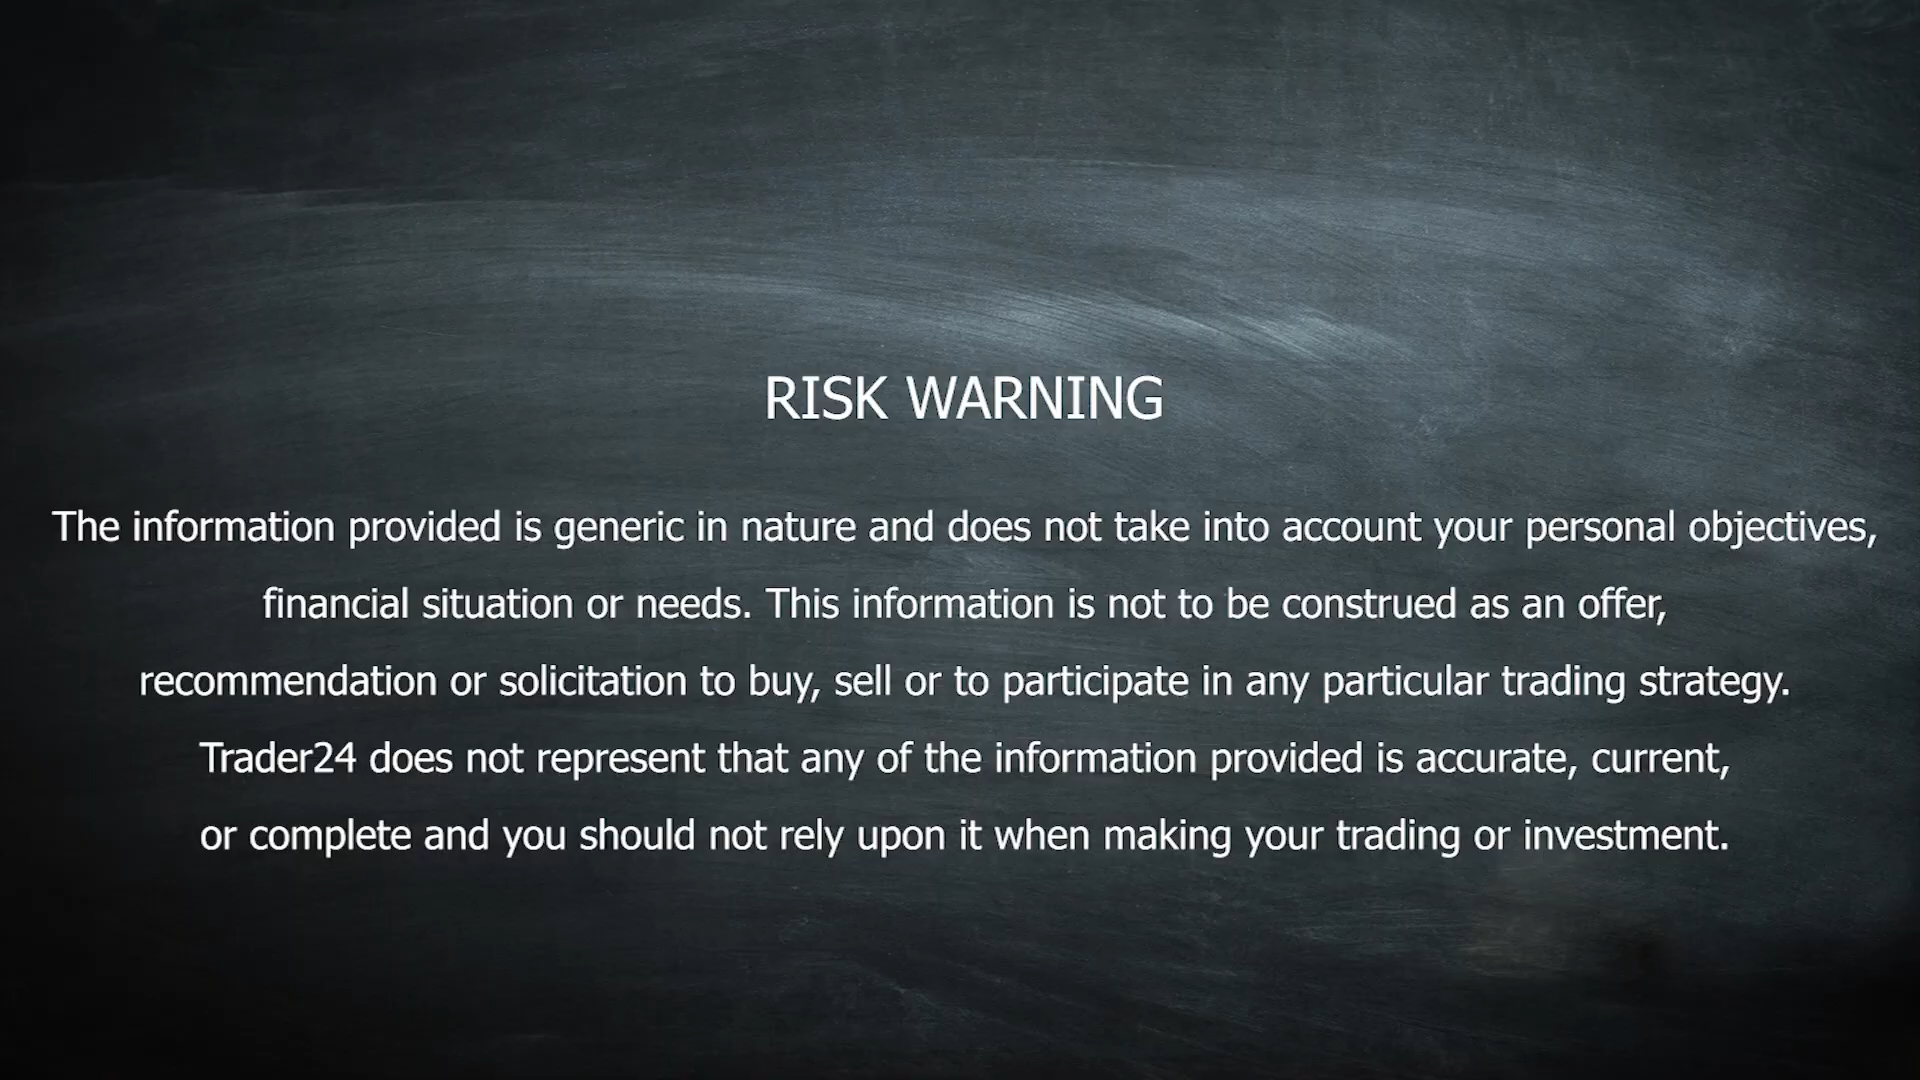 RISK WARNING
The information provided is generic in nature and does not take into account your personal objectives,
financial situation or needs. This information is not to be construed as an offer,
recommendation or solicitation to buy, sell or to participate in any particular trading strategy.
Trader24 does not represent that any of the information provided is accurate, current,
or complete and you should not rely upon it when making your trading or investment.